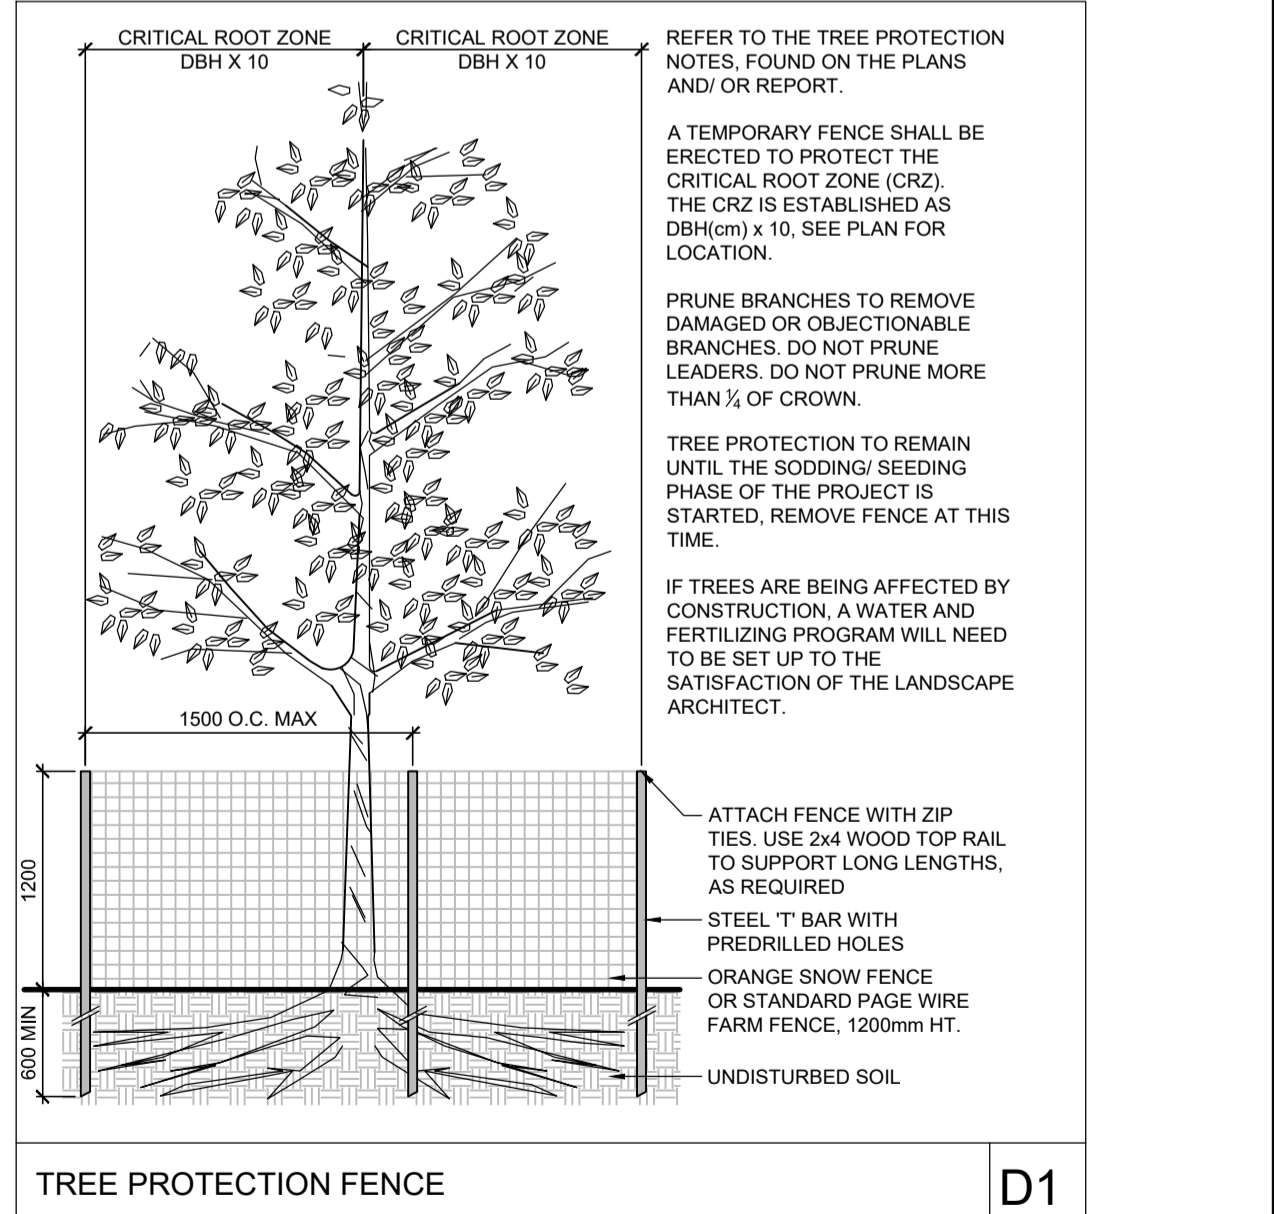 CRITICAL ROOT ZONE
DBH X 10
CRITICAL ROOT ZONE
DBH X 10
REFER TO THE TREE PROTECTION
NOTES, FOUND ON THE PLANS
AND/ OR REPORT.
A TEMPORARY FENCE SHALL BE
ERECTED TO PROTECT THE
CRITICAL ROOT ZONE (CRZ).
THE CRZ IS ESTABLISHED AS
DBH(cm) x 10, SEE PLAN FOR
LOCATION.
PRUNE BRANCHES TO REMOVE
DAMAGED OR OBJECTIONABLE
BRANCHES. DO NOT PRUNE
LEADERS. DO NOT PRUNE MORE
THAN ¼ OF CROWN.
TREE PROTECTION TO REMAIN
UNTIL THE SODDING/ SEEDING
PHASE OF THE PROJECT IS
STARTED, REMOVE FENCE AT THIS
TIME.
IF TREES ARE BEING AFFECTED BY
CONSTRUCTION, A WATER AND
FERTILIZING PROGRAM WILL NEED
TO BE SET UP TO THE
SATISFACTION OF THE LANDSCAPE
ARCHITECT.
1500 O.C. MAX
1200
600 MIN
ATTACH FENCE WITH ZIP
TIES. USE 2x4 WOOD TOP RAIL
TO SUPPORT LONG LENGTHS,
AS REQUIRED
STEEL 'T' BAR WITH
PREDRILLED HOLES
ORANGE SNOW FENCE
OR STANDARD PAGE WIRE
FARM FENCE, 1200mm HT.
UNDISTURBED SOIL
TREE PROTECTION FENCE
D1